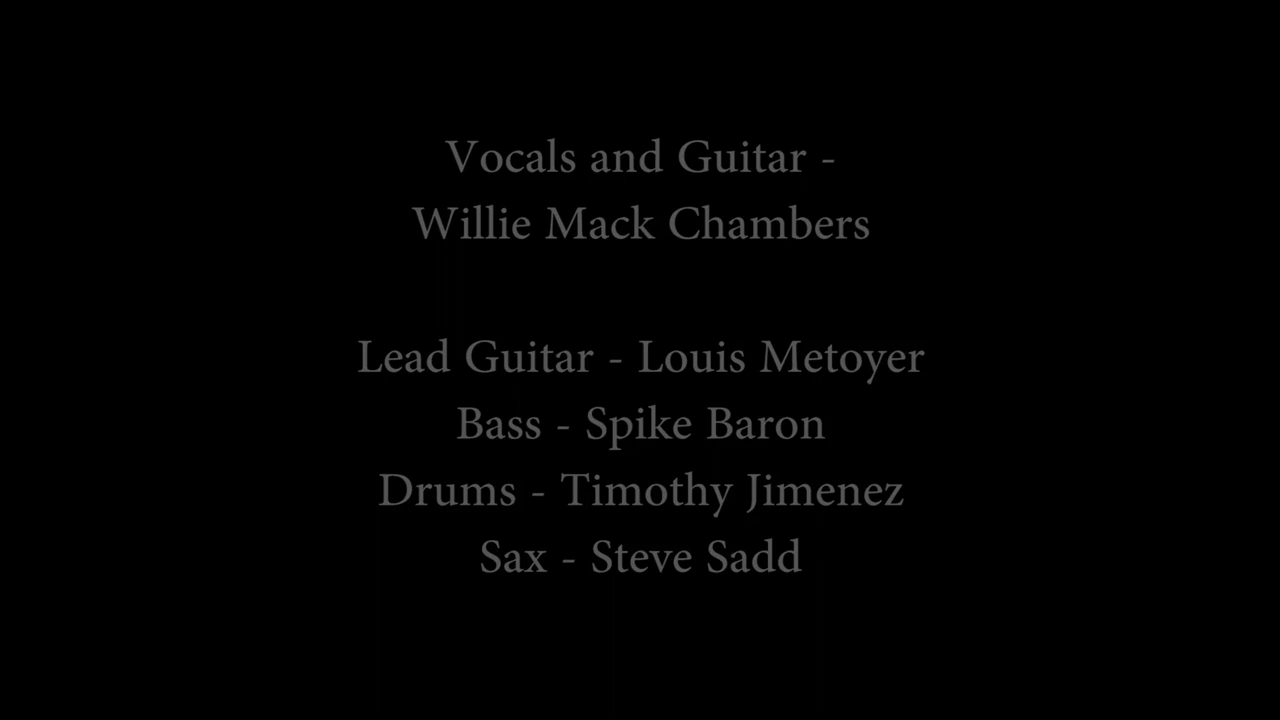 Vocals and Guitar -
Willie Mack Chambers
Lead Guitar - Louis Metoyer
Bass - Spike Baron
Drums - Timothy Jimenez
Sax - Steve Sadd